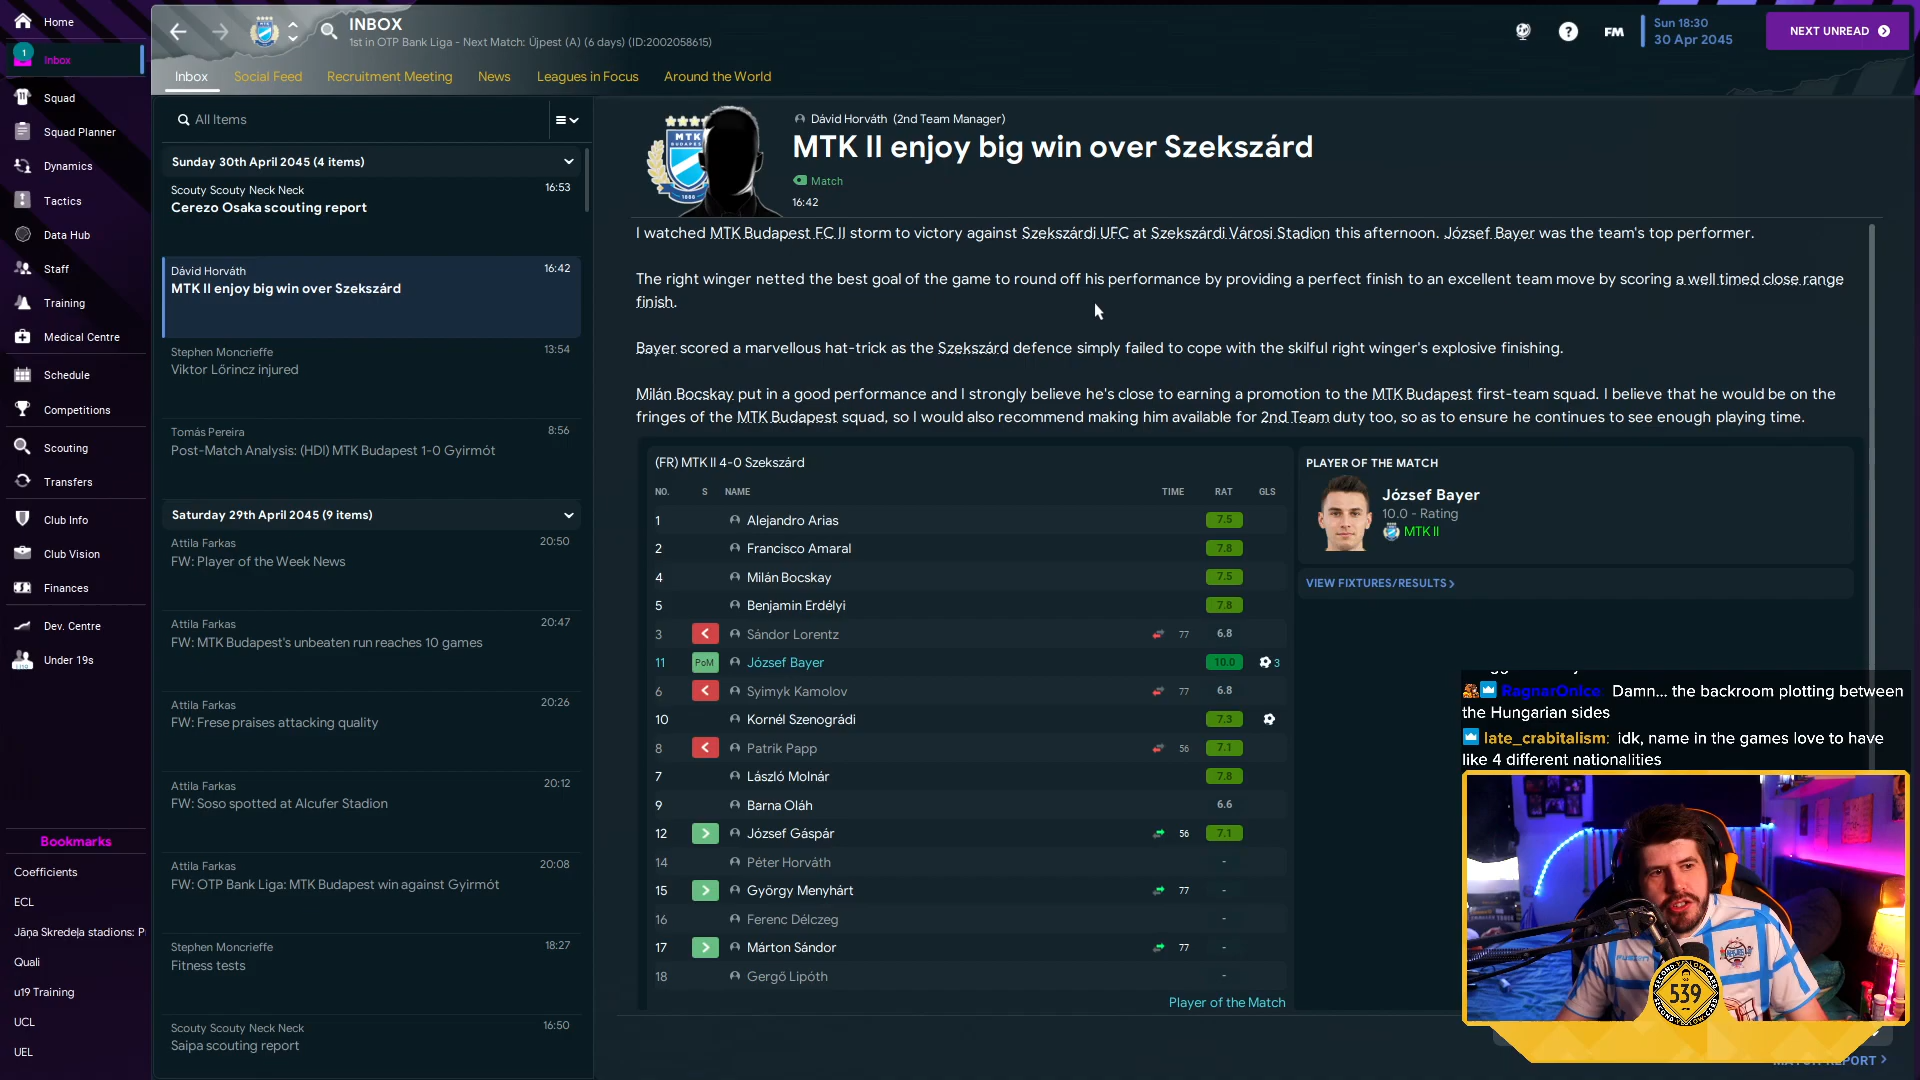 Home
1
Inbox
Squad
Squad Planner
Dynamics
Tactics
Data Hub
Staff
Training
Medical Centre
Schedule
Competitions
Scouting
Transfers
Club Info
Club Vision
Finances
Dev. Centre
Under 19s
Bookmarks
Coefficients
ECL
Jāņa Skredeļa stadions: P
Quali
u19 Training
UCL
UEL
INBOX
1st in OTP Bank Liga - Next Match: Újpest (A) (6 days) (ID:2002058615)
FM
Sun 18:30
30 Apr 2045
NEXT UNREAD
Inbox Social Feed Recruitment Meeting News Leagues in Focus Around the World
All Items
Sunday 30th April 2045 (4 items)
Scouty Scouty Neck Neck 16:53
Cerezo Osaka scouting report
Dávid Horváth 16:42
MTK II enjoy big win over Szekszárd
Stephen Moncrieffe 13:54
Viktor Lőrincz injured
Tomás Pereira 8:56
Post-Match Analysis: (HDI) MTK Budapest 1-0 Gyirmót
Saturday 29th April 2045 (9 items)
Attila Farkas 20:50
FW: Player of the Week News
Attila Farkas 20:47
FW: MTK Budapest's unbeaten run reaches 10 games
Attila Farkas 20:26
FW: Frese praises attacking quality
Attila Farkas 20:12
FW: Soso spotted at Alcufer Stadion
Attila Farkas 20:08
FW: OTP Bank Liga: MTK Budapest win against Gyirmót
Stephen Moncrieffe 18:27
Fitness tests
Scouty Scouty Neck Neck 16:50
Saipa scouting report
MTK
Dávid Horváth (2nd Team Manager)
MTK II enjoy big win over Szekszárd
Match
16:42
I watched MTK Budapest FC II storm to victory against Szekszárdi UFC at Szekszárdi Városi Stadion this afternoon. József Bayer was the team's top performer.
The right winger netted the best goal of the game to round off his performance by providing a perfect finish to an excellent team move by scoring a well timed close range
finish.
Bayer scored a marvellous hat-trick as the Szekszárd defence simply failed to cope with the skilful right winger's explosive finishing.
Milán Bocskay put in a good performance and I strongly believe he's close to earning a promotion to the MTK Budapest first-team squad. I believe that he would be on the
fringes of the MTK Budapest squad, so I would also recommend making him available for 2nd Team duty too, so as to ensure he continues to see enough playing time.
(FR) MTK II 4-0 Szekszárd
NO. S NAME TIME RAT GLS
1 Alejandro Arias 7.5
2 Francisco Amaral 7.8
4 Milán Bocskay 7.5
5 Benjamin Erdélyi 7.8
3 Sándor Lorentz 77 6.8
11 PoM József Bayer 10.0 3
6 Syimyk Kamolov 77 6.8
10 Kornél Szenográdi 7.3
8 Patrik Papp 56 7.1
7 László Molnár 7.8
9 Barna Oláh 6.6
12 József Gáspár 56 7.1
14 Péter Horváth -
15 György Menyhárt 77 -
16 Ferenc Délczeg -
17 Márton Sándor 77 -
18 Gergő Lipóth -
Player of the Match
PLAYER OF THE MATCH
József Bayer
10.0 - Rating
MTK II
VIEW FIXTURES/RESULTS >
RagnarOnIce: Damn... the backroom plotting between
the Hungarian sides
late_crabitalism: idk, name in the games love to have
like 4 different nationalities
SECOND YELLOW CARD
539
REPORT >